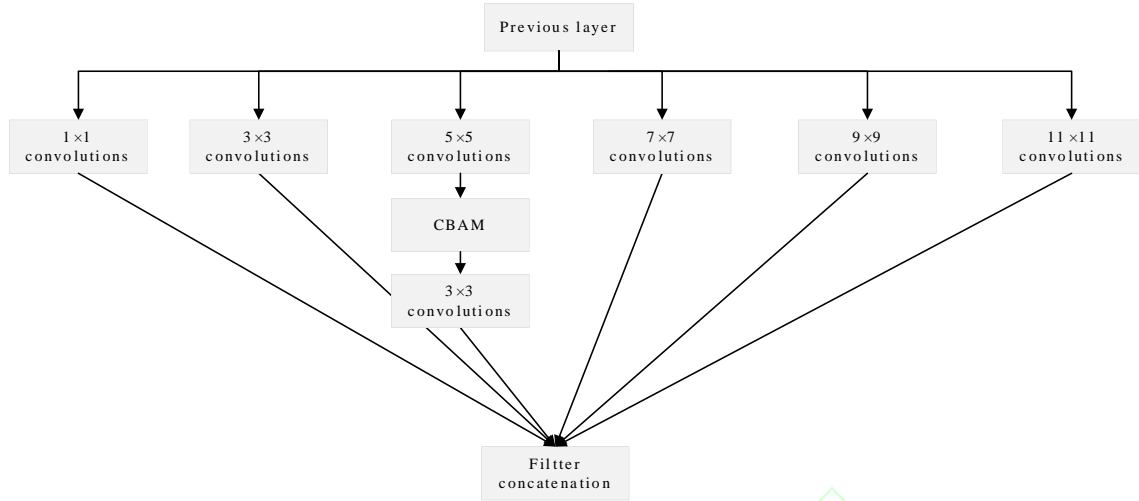 Previous layer
1×1
convolutions
3×3
convolutions
5×5
convolutions
7×7
convolutions
9×9
convolutions
11×11
convolutions
CBAM
3×3
convolutions
Filtter
concatenation